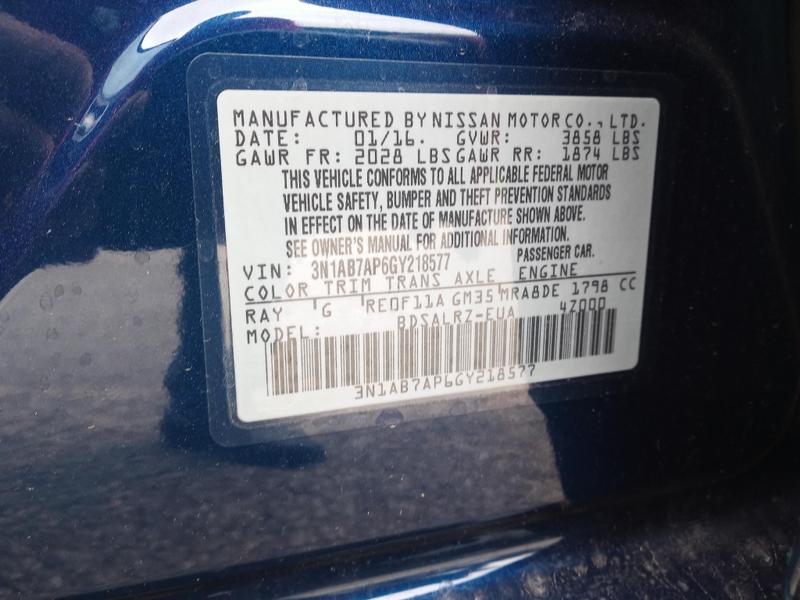 MANUFACTURED BY NISSAN MOTOR CO., LTD.
DATE: 01/16. GVWR: 3858 LBS
GAWR FR: 2028 LBS GAWR RR: 1874 LBS
THIS VEHICLE CONFORMS TO ALL APPLICABLE FEDERAL MOTOR
VEHICLE SAFETY, BUMPER AND THEFT PREVENTION STANDARDS
IN EFFECT ON THE DATE OF MANUFACTURE SHOWN ABOVE.
SEE OWNER'S MANUAL FOR ADDITIONAL INFORMATION.
VIN: 3N1AB7AP6GY218577 PASSENGER CAR.
COLOR TRIM TRANS AXLE ENGINE
RAY G RE0F11A GM35 MRA8DE 1798 CC
MODEL: BDSALRZ-EUA 4Z000
3N1AB7AP6GY218577